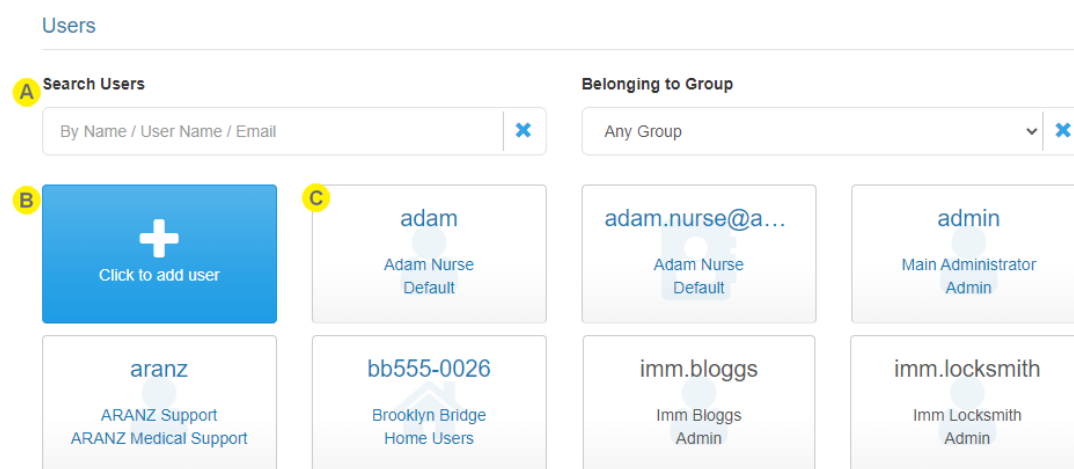 Users
A Search Users
Belonging to Group
By Name / User Name / Email
Any Group
B
Click to add user
C
adam
Adam Nurse
Default
adam.nurse@a...
Adam Nurse
Default
admin
Main Administrator
Admin
aranz
ARANZ Support
ARANZ Medical Support
bb555-0026
Brooklyn Bridge
Home Users
imm.bloggs
Imm Bloggs
Admin
imm.locksmith
Imm Locksmith
Admin